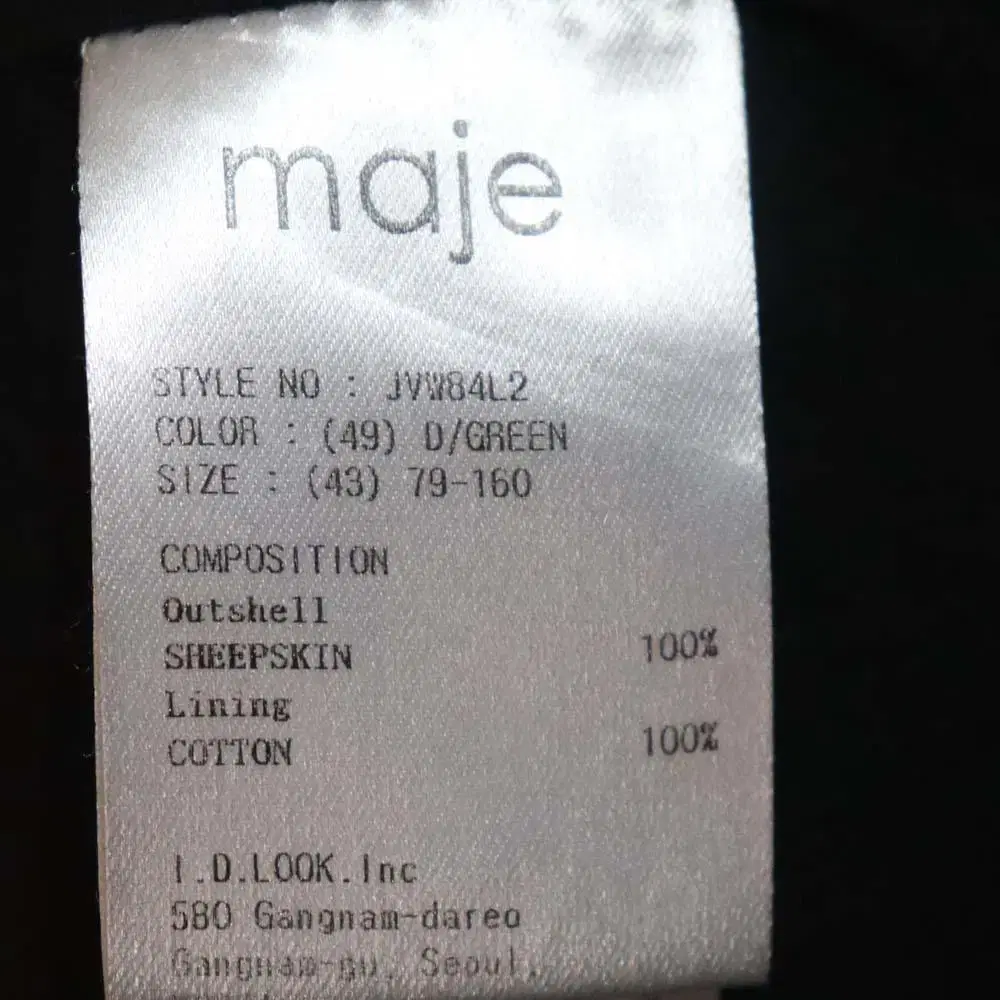 maje
STYLE NO : JVW84L2
COLOR : (49) D/GREEN
SIZE : (43) 79-160
COMPOSITION
Outshell
SHEEPSKIN 100%
Lining
COTTON 100%
I.D.LOOK.Inc
580 Gangnam-dareo
Gangnam-gu, Seoul,